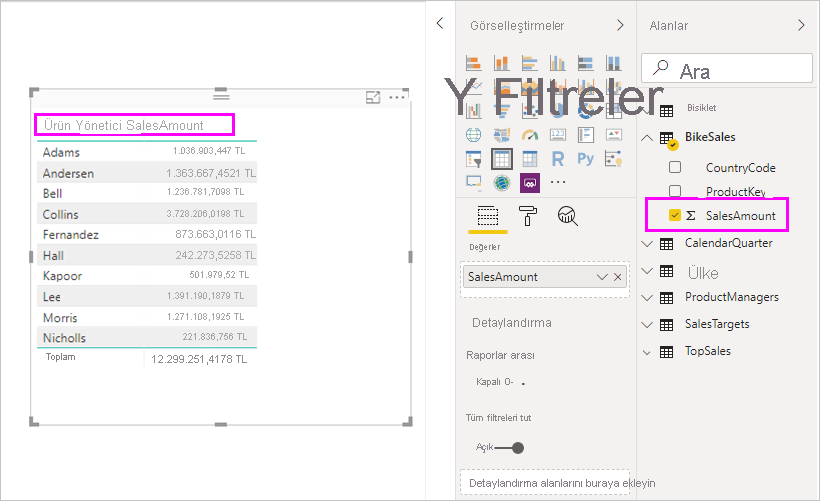 Ürün Yönetici SalesAmount
Adams 1.036.903,447 TL
Andersen 1.363.667,4521 TL
Bell 1.236.781,7098 TL
Collins 3.728.206,0198 TL
Fernandez 873.663,0116 TL
Hall 242.273,5258 TL
Kapoor 501.979,52 TL
Lee 1.391.190,1879 TL
Morris 1.271.108,1925 TL
Nicholls 221.836,756 TL
Toplam 12.299.251,4178 TL
Y Filtreler
Görselleştirmeler
123
R Py
Değerler
SalesAmount
Detaylandırma
Raporlar arası
Kapalı O-
Tüm filtreleri tut
Açık
Detaylandırma alanlarını buraya ekleyin
Alanlar
Ara
Bisiklet
BikeSales
CountryCode
ProductKey
Σ SalesAmount
CalendarQuarter
Ülke
ProductManagers
SalesTargets
TopSales